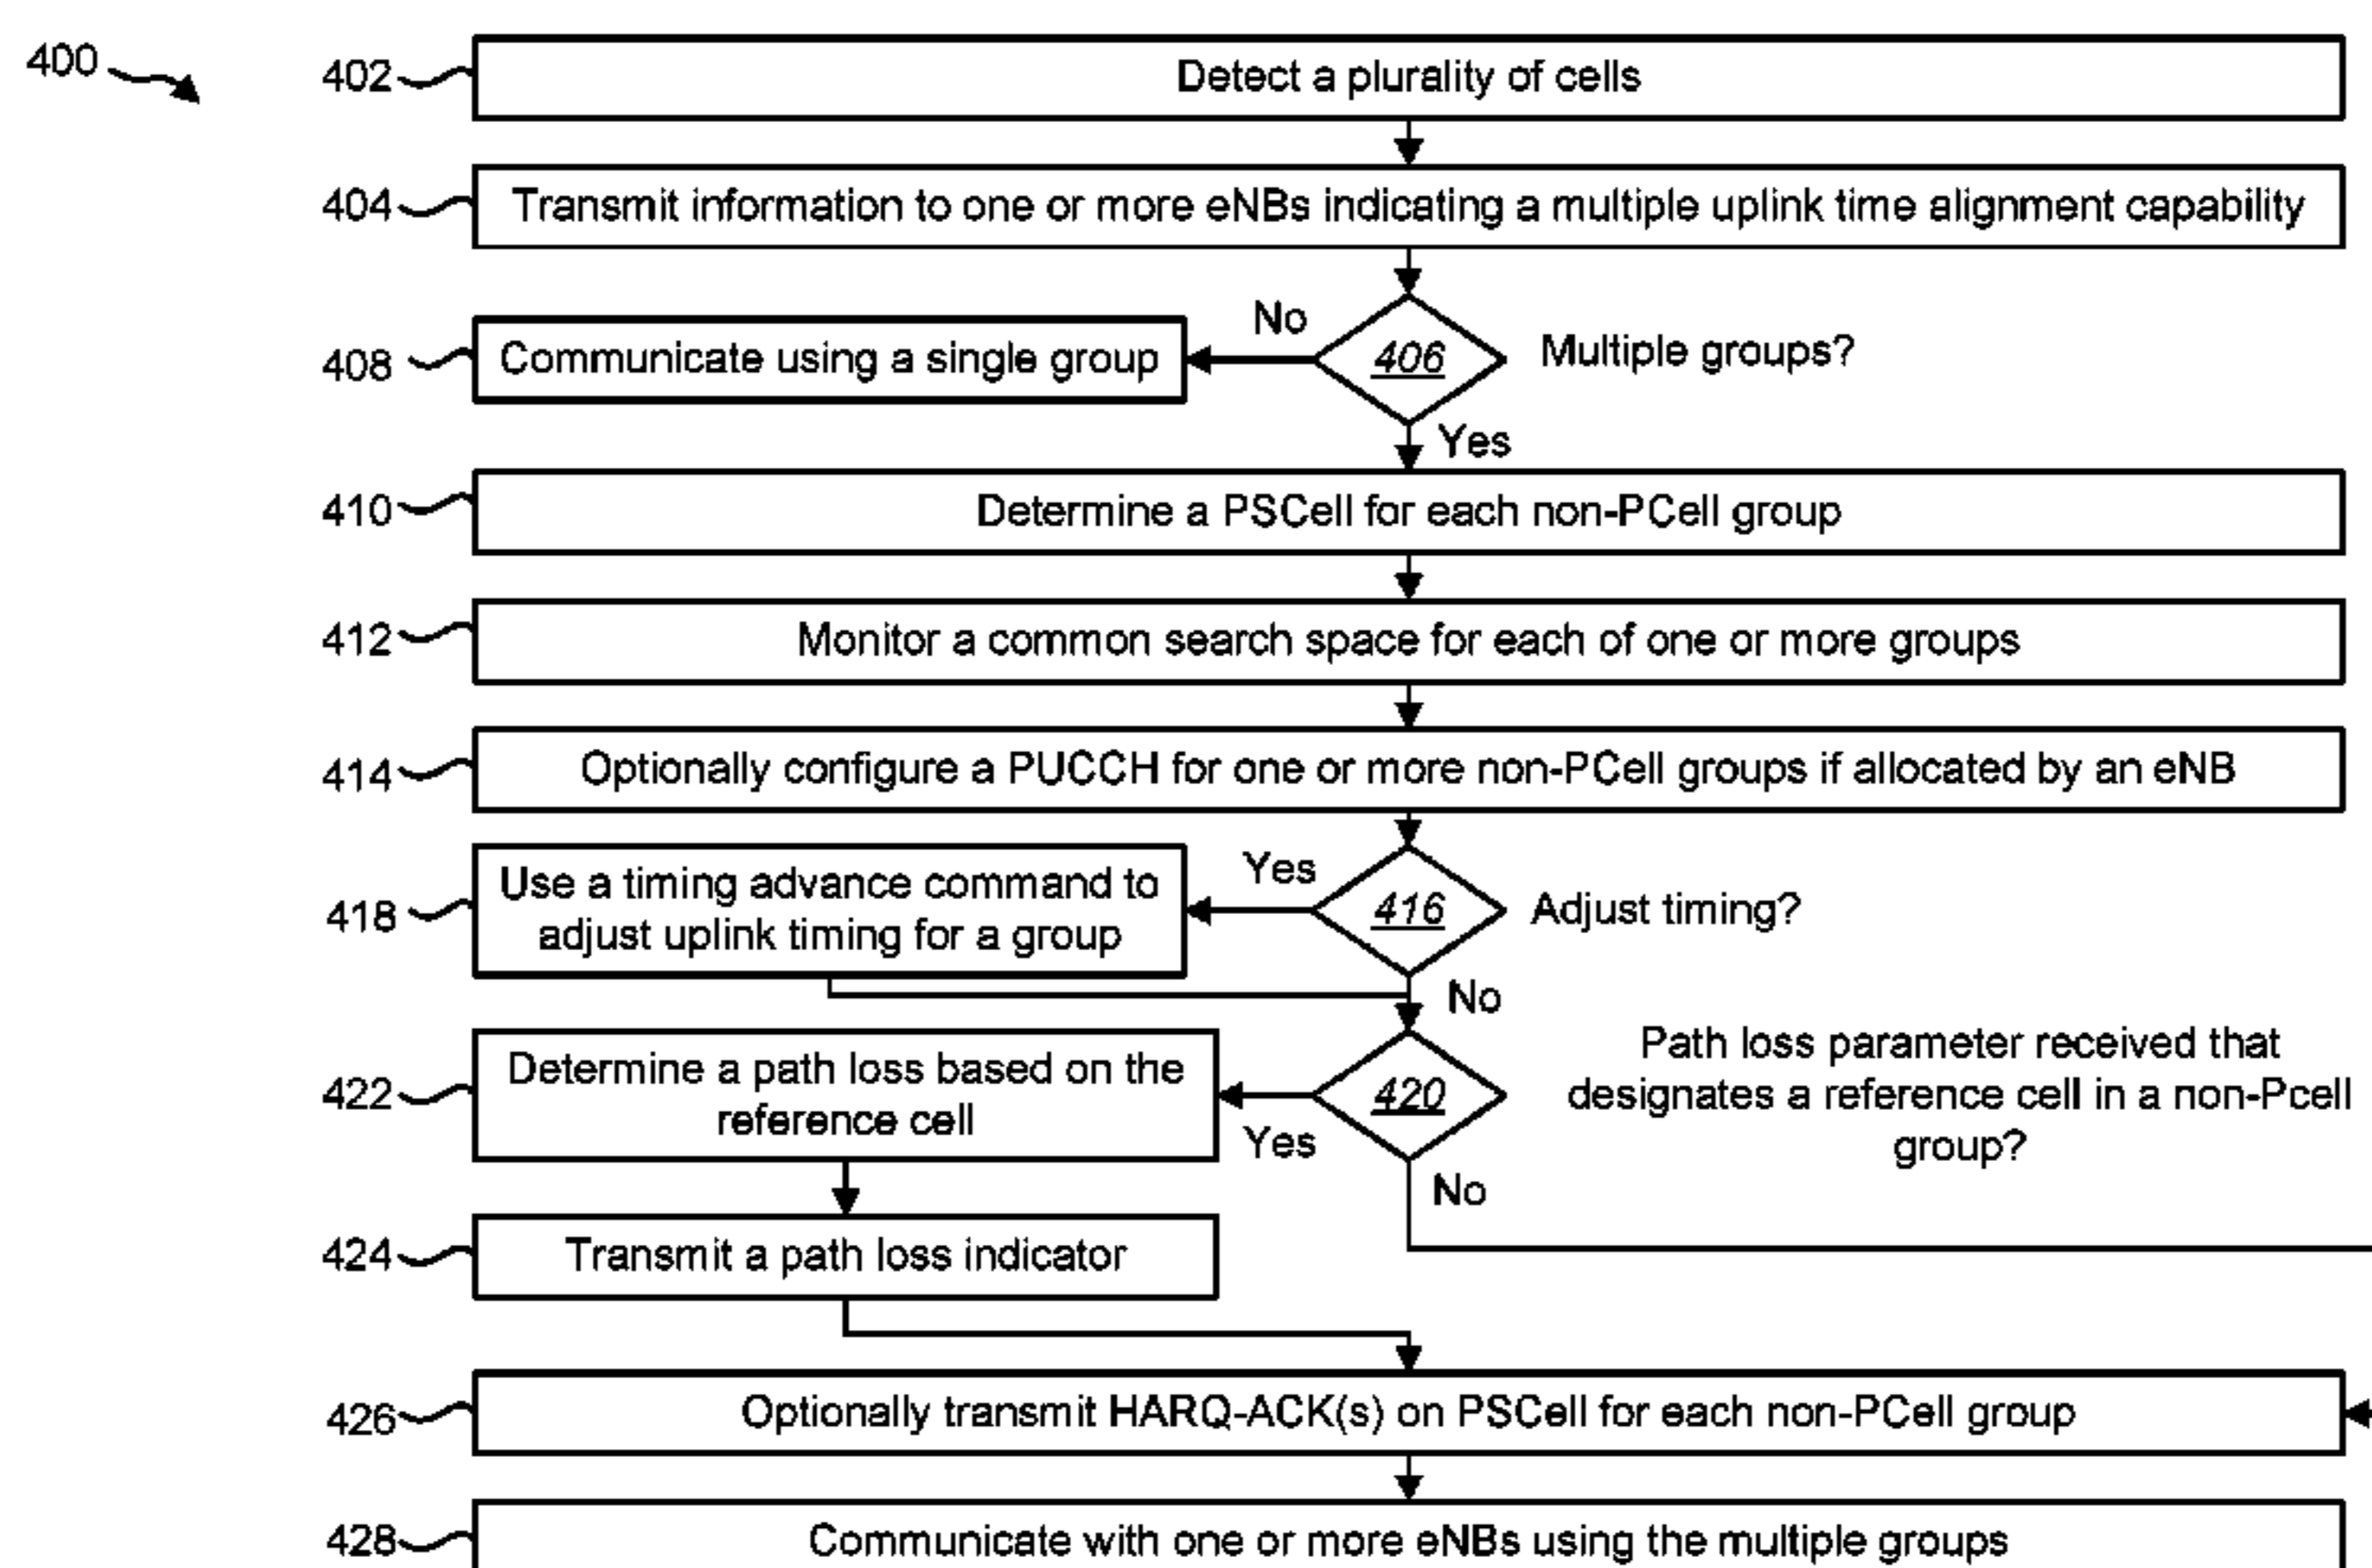 400
402
Detect a plurality of cells
404
Transmit information to one or more eNBs indicating a multiple uplink time alignment capability
No
408
Communicate using a single group
406
Multiple groups?
Yes
410
Determine a PSCell for each non-PCell group
412
Monitor a common search space for each of one or more groups
414
Optionally configure a PUCCH for one or more non-PCell groups if allocated by an eNB
418
Use a timing advance command to
adjust uplink timing for a group
Yes
416
Adjust timing?
No
422
Determine a path loss based on the
reference cell
420
Yes
Path loss parameter received that
designates a reference cell in a non-Pcell
group?
No
424
Transmit a path loss indicator
426
Optionally transmit HARQ-ACK(s) on PSCell for each non-PCell group
428
Communicate with one or more eNBs using the multiple groups